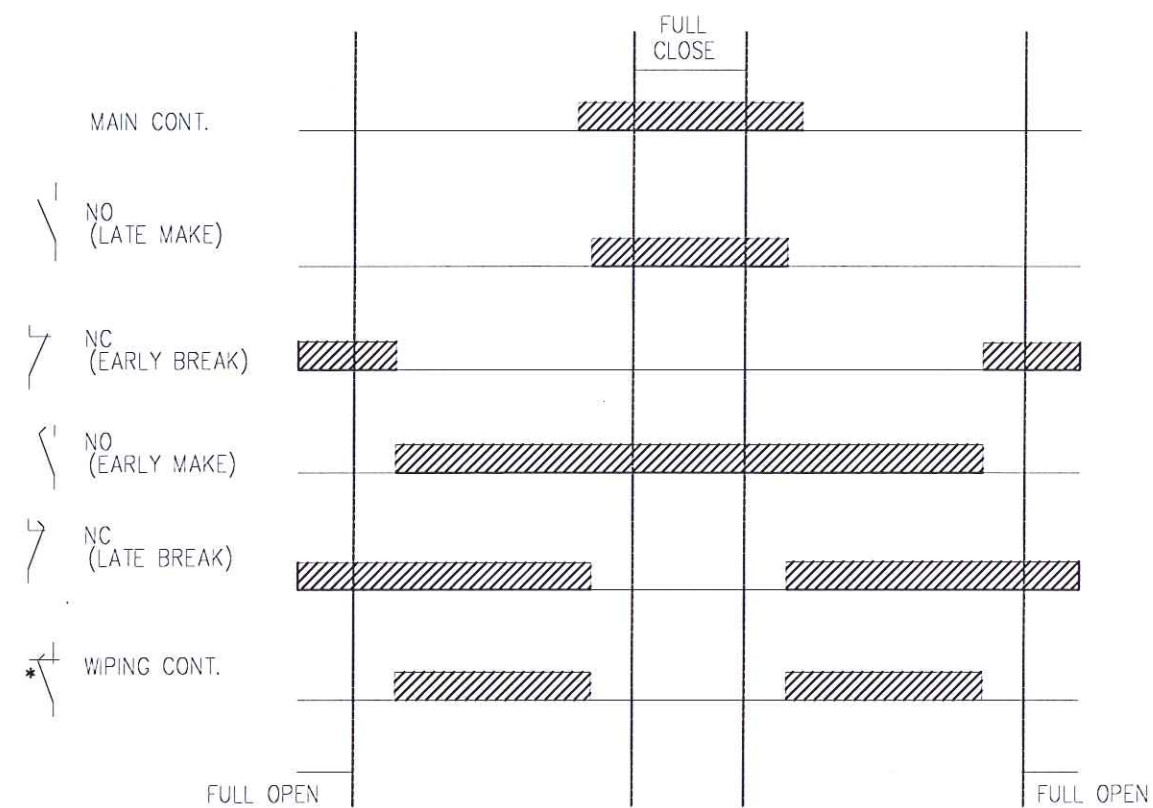 FULL
CLOSE
MAIN CONT.
NO
(LATE MAKE)
NC
(EARLY BREAK)
NO
(EARLY MAKE)
NC
(LATE BREAK)
* WIPING CONT.
FULL OPEN
FULL OPEN